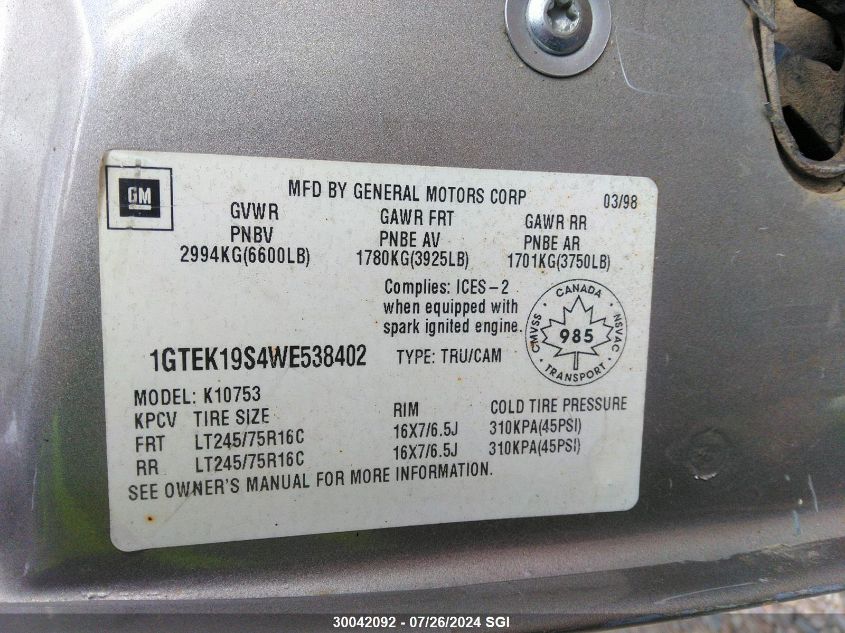 GM
MFD BY GENERAL MOTORS CORP 03/98
GVWR GAWR FRT GAWR RR
PNBV PNBE AV PNBE AR
2994KG(6600LB) 1780KG(3925LB) 1701KG(3750LB)
Complies: ICES-2
when equipped with
spark ignited engine.
CANADA
CMVSS 985 NSVAC
TRANSPORT
1GTEK19S4WE538402 TYPE: TRU/CAM
MODEL: K10753
KPCV TIRE SIZE RIM COLD TIRE PRESSURE
FRT LT245/75R16C 16X7/6.5J 310KPA(45PSI)
RR LT245/75R16C 16X7/6.5J 310KPA(45PSI)
SEE OWNER'S MANUAL FOR MORE INFORMATION.
30042092 - 07/26/2024 SGI